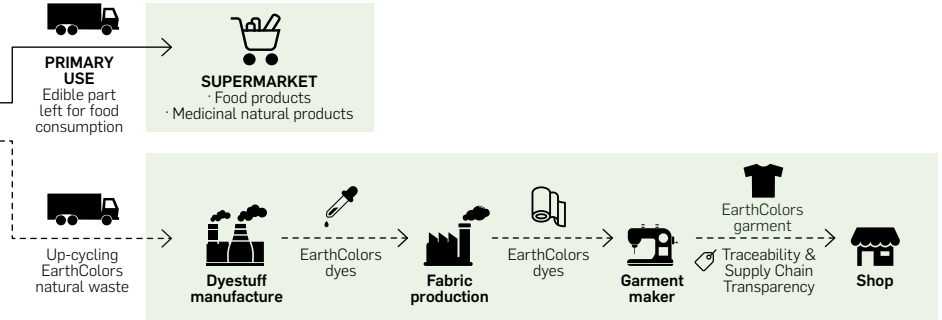 PRIMARY
USE
Edible part
left for food
consumption
SUPERMARKET
· Food products
· Medicinal natural products
Up-cycling
EarthColors
natural waste
Dyestuff
manufacture
EarthColors
dyes
Fabric
production
EarthColors
dyes
Garment
maker
EarthColors
garment
Traceability &
Supply Chain
Transparency
Shop